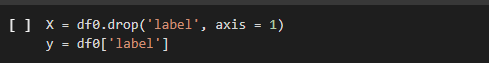 [ ] X = df0.drop('label', axis = 1)
y = df0['label']